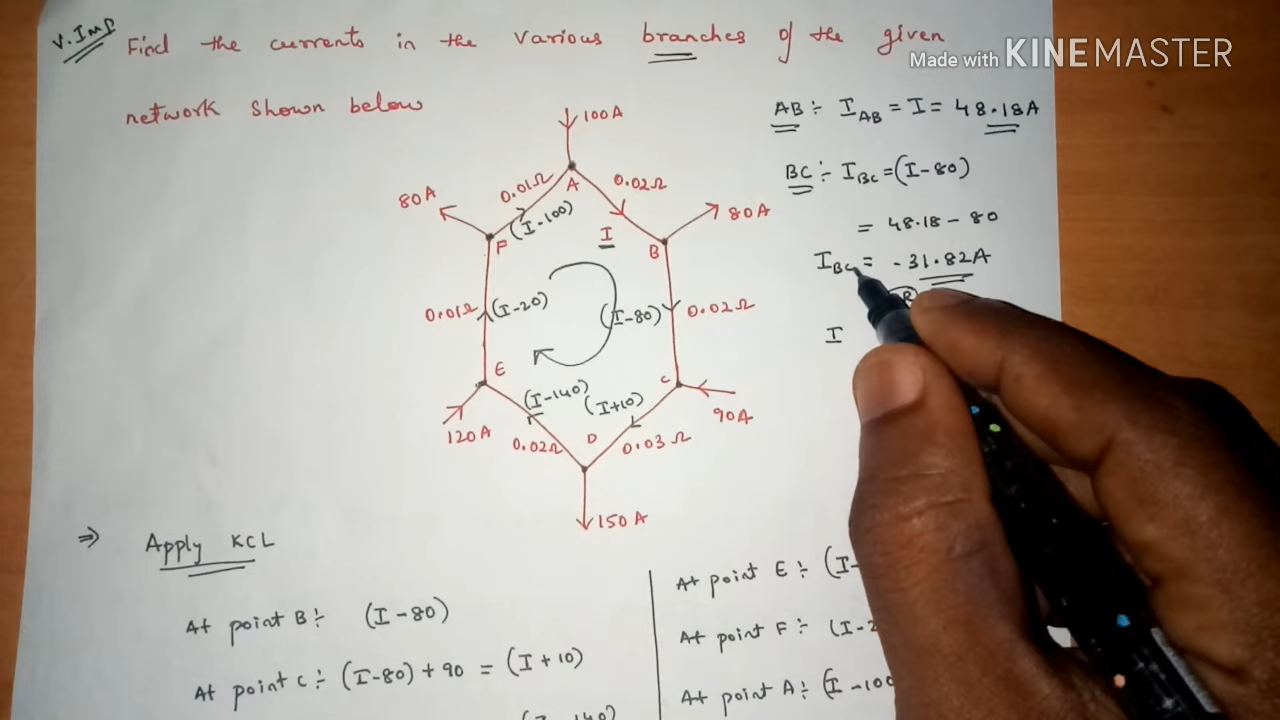 V. Imp
Find the currents in the various branches of the given
Made with KINEMASTER
network shown below
100A
AB :- I_AB = I = 48.18A
0.01Ω
A
0.02Ω
BC :- I_BC = (I-80)
80A
(I-100)
80A
I
= 48.18 - 80
F
B
I_BC = -31.82A
0.01Ω
(I-20)
(I-80)
0.02Ω
I
E
C
(I-140)
(I+10)
90A
120A
0.02Ω
D
0.03Ω
150A
⇒ Apply KCL
At point B :- (I-80)
At point C :- (I-80) + 90 = (I+10)
At point E :- (I-
At point F :- (I-2
At point A :- (I-100